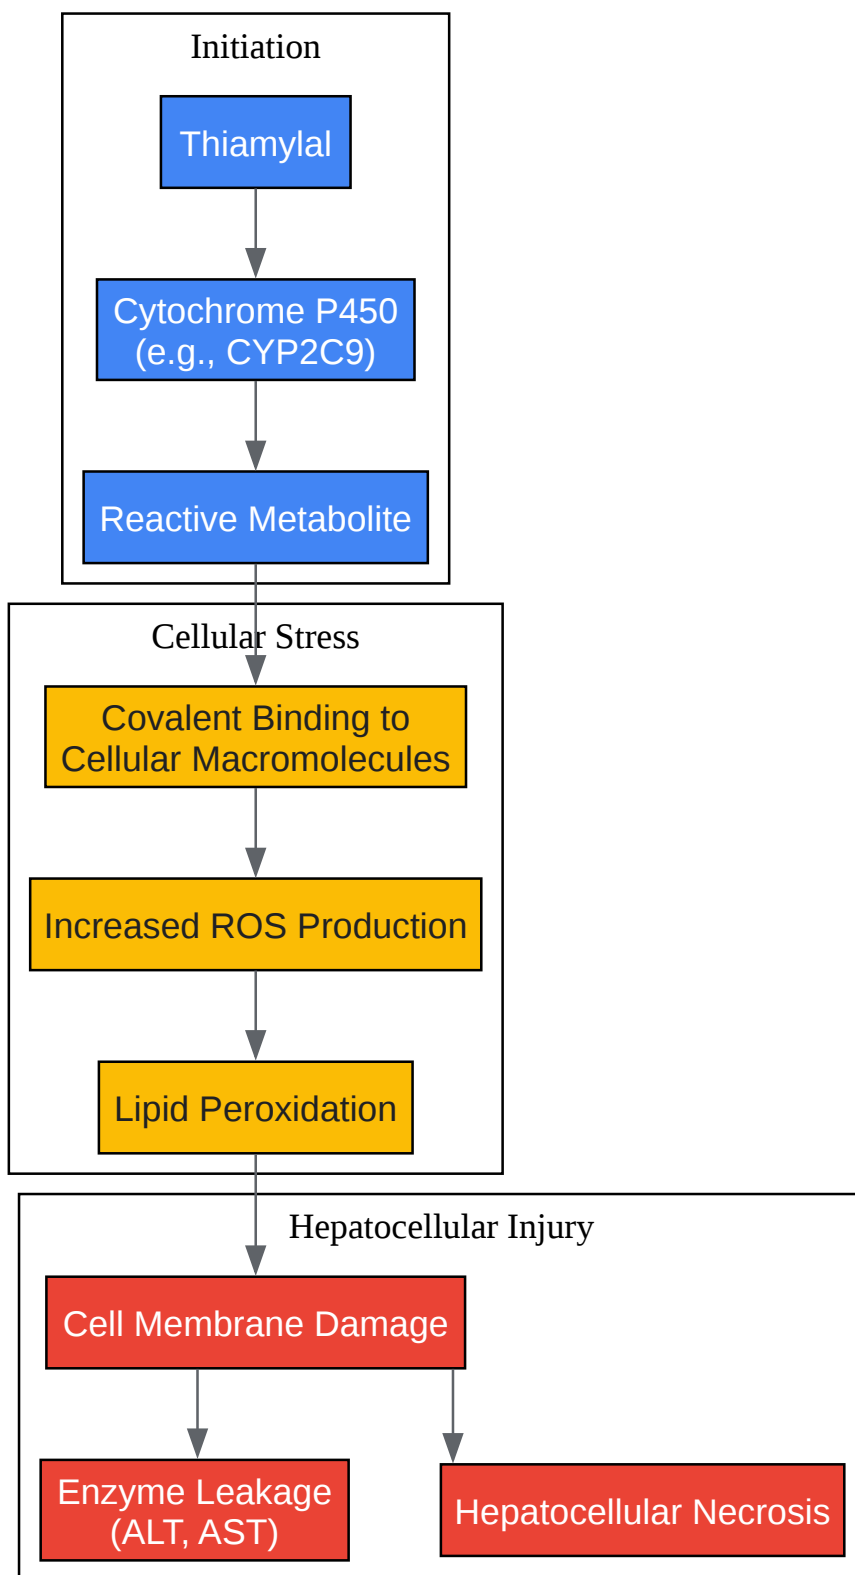 Initiation
Thiamylal
Cytochrome P450
(e.g., CYP2C9)
Reactive Metabolite
Cellular Stress
Covalent Binding to
Cellular Macromolecules
Increased ROS Production
Lipid Peroxidation
Hepatocellular Injury
Cell Membrane Damage
Enzyme Leakage
(ALT, AST)
Hepatocellular Necrosis